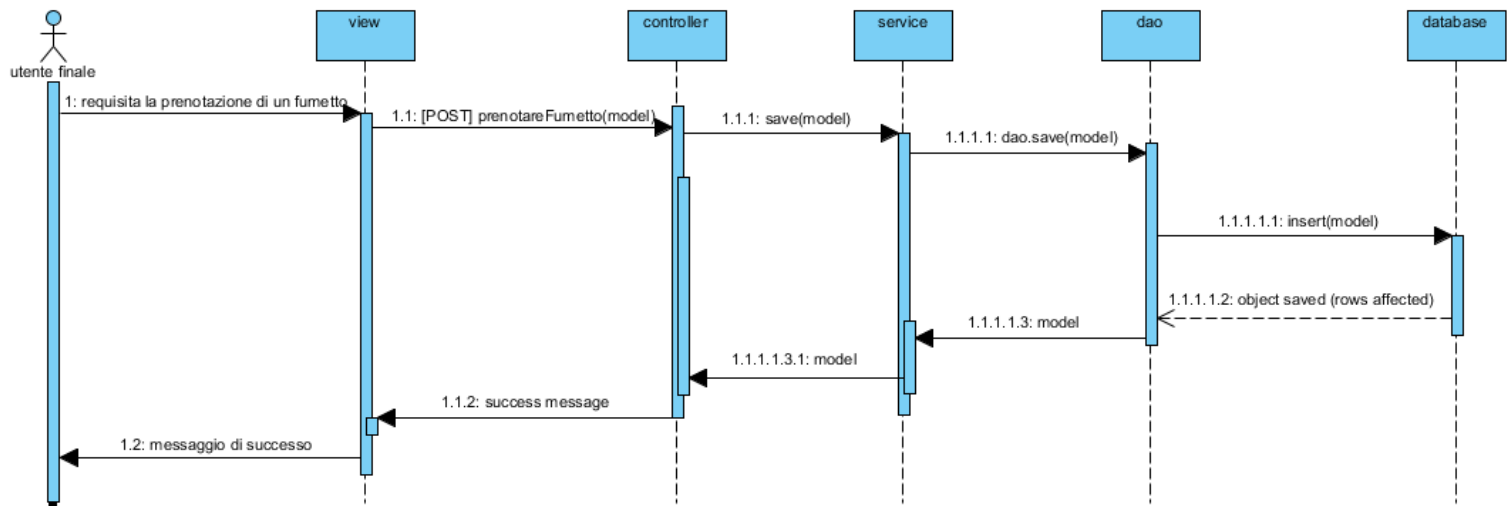 view
controller
service
dao
database
utente finale
1: requisita la prenotazione di un fumetto
1.1: [POST] prenotareFumetto(model)
1.1.1: save(model)
1.1.1.1: dao.save(model)
1.1.1.1.1: insert(model)
1.1.1.1.2: object saved (rows affected)
1.1.1.1.3: model
1.1.1.1.3.1: model
1.1.2: success message
1.2: messaggio di successo